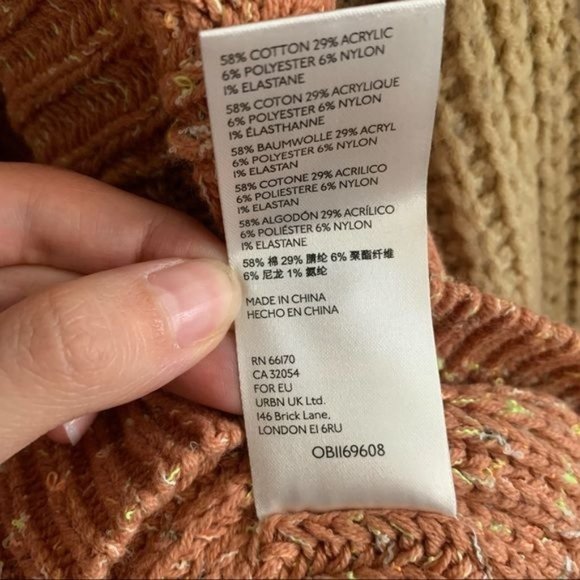 58% COTTON 29% ACRYLIC
6% POLYESTER 6% NYLON
1% ELASTANE
58% COTON 29% ACRYLIQUE
6% POLYESTER 6% NYLON
1% ÉLASTHANNE
58% BAUMWOLLE 29% ACRYL
6% POLYESTER 6% NYLON
1% ELASTAN
58% COTONE 29% ACRILICO
6% POLIESTERE 6% NYLON
1% ELASTAN
58% ALGODÓN 29% ACRÍLICO
6% POLIÉSTER 6% NYLON
1% ELASTANE
58% 棉 29% 腈纶 6% 聚酯纤维
6% 尼龙 1% 氨纶
MADE IN CHINA
HECHO EN CHINA
RN 66170
CA 32054
FOR EU
URBN UK Ltd.
146 Brick Lane,
LONDON E1 6RU
OB1169608